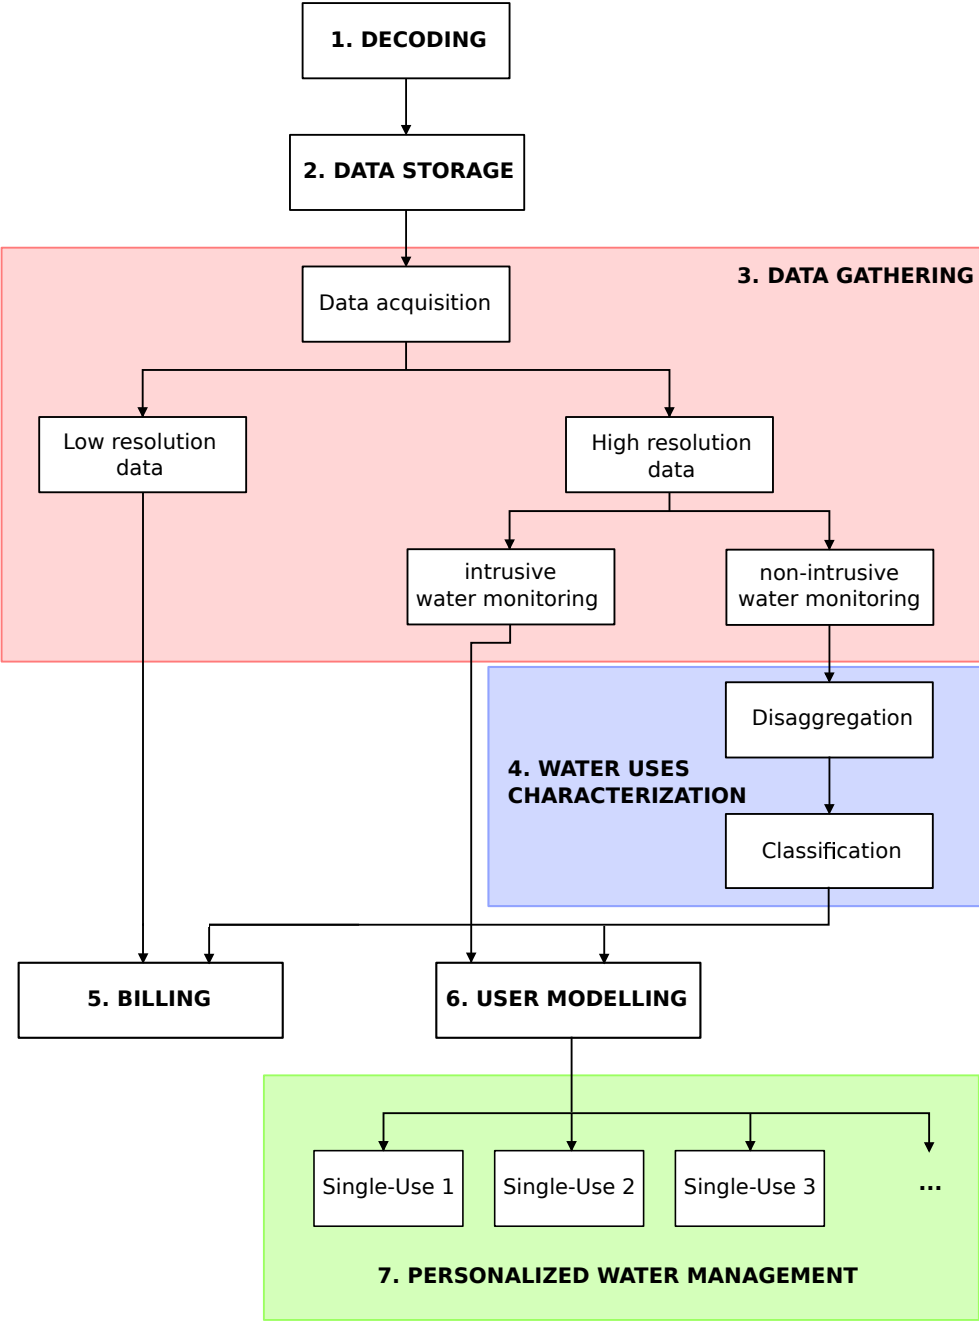 1. DECODING
2. DATA STORAGE
3. DATA GATHERING
Data acquisition
Low resolution
data
High resolution
data
intrusive
water monitoring
non-intrusive
water monitoring
Disaggregation
4. WATER USES
CHARACTERIZATION
Classification
5. BILLING
6. USER MODELLING
Single-Use 1
Single-Use 2
Single-Use 3
...
7. PERSONALIZED WATER MANAGEMENT